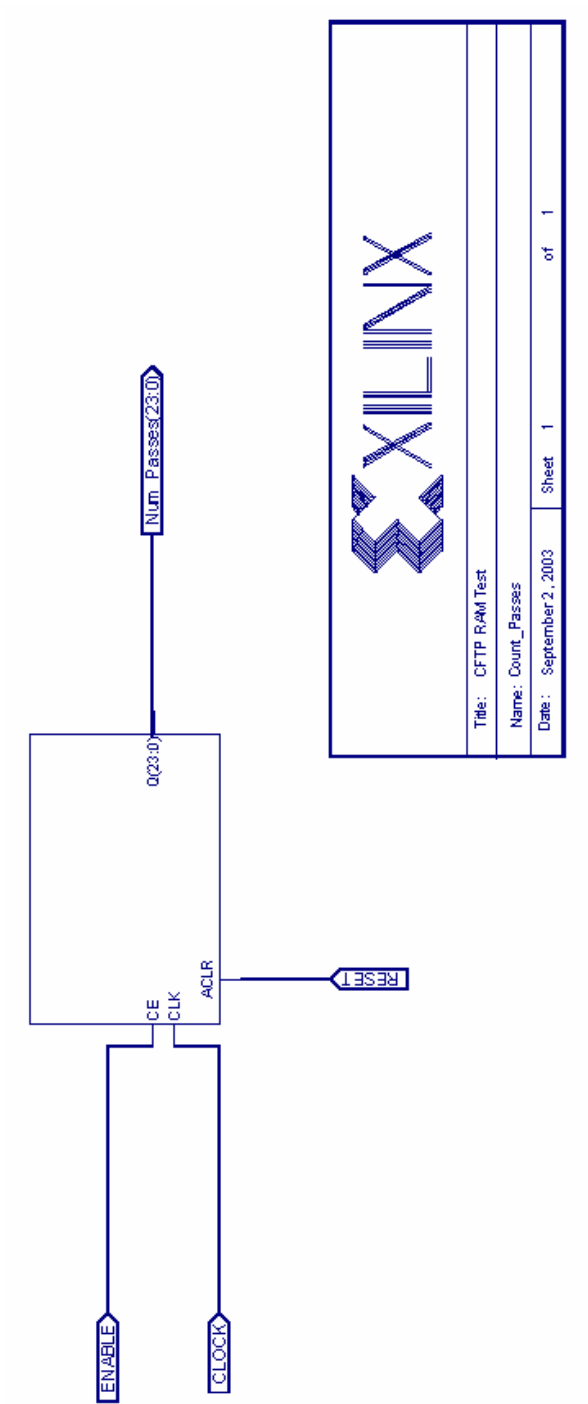 ENABLE
CLOCK
CE
CLK
ACLR
Q(23:0)
Num_Passes(23:0)
RESET
XILINX
Title: CFTP RAM Test
Name: Count_Passes
Date: September 2, 2003
Sheet 1 of 1